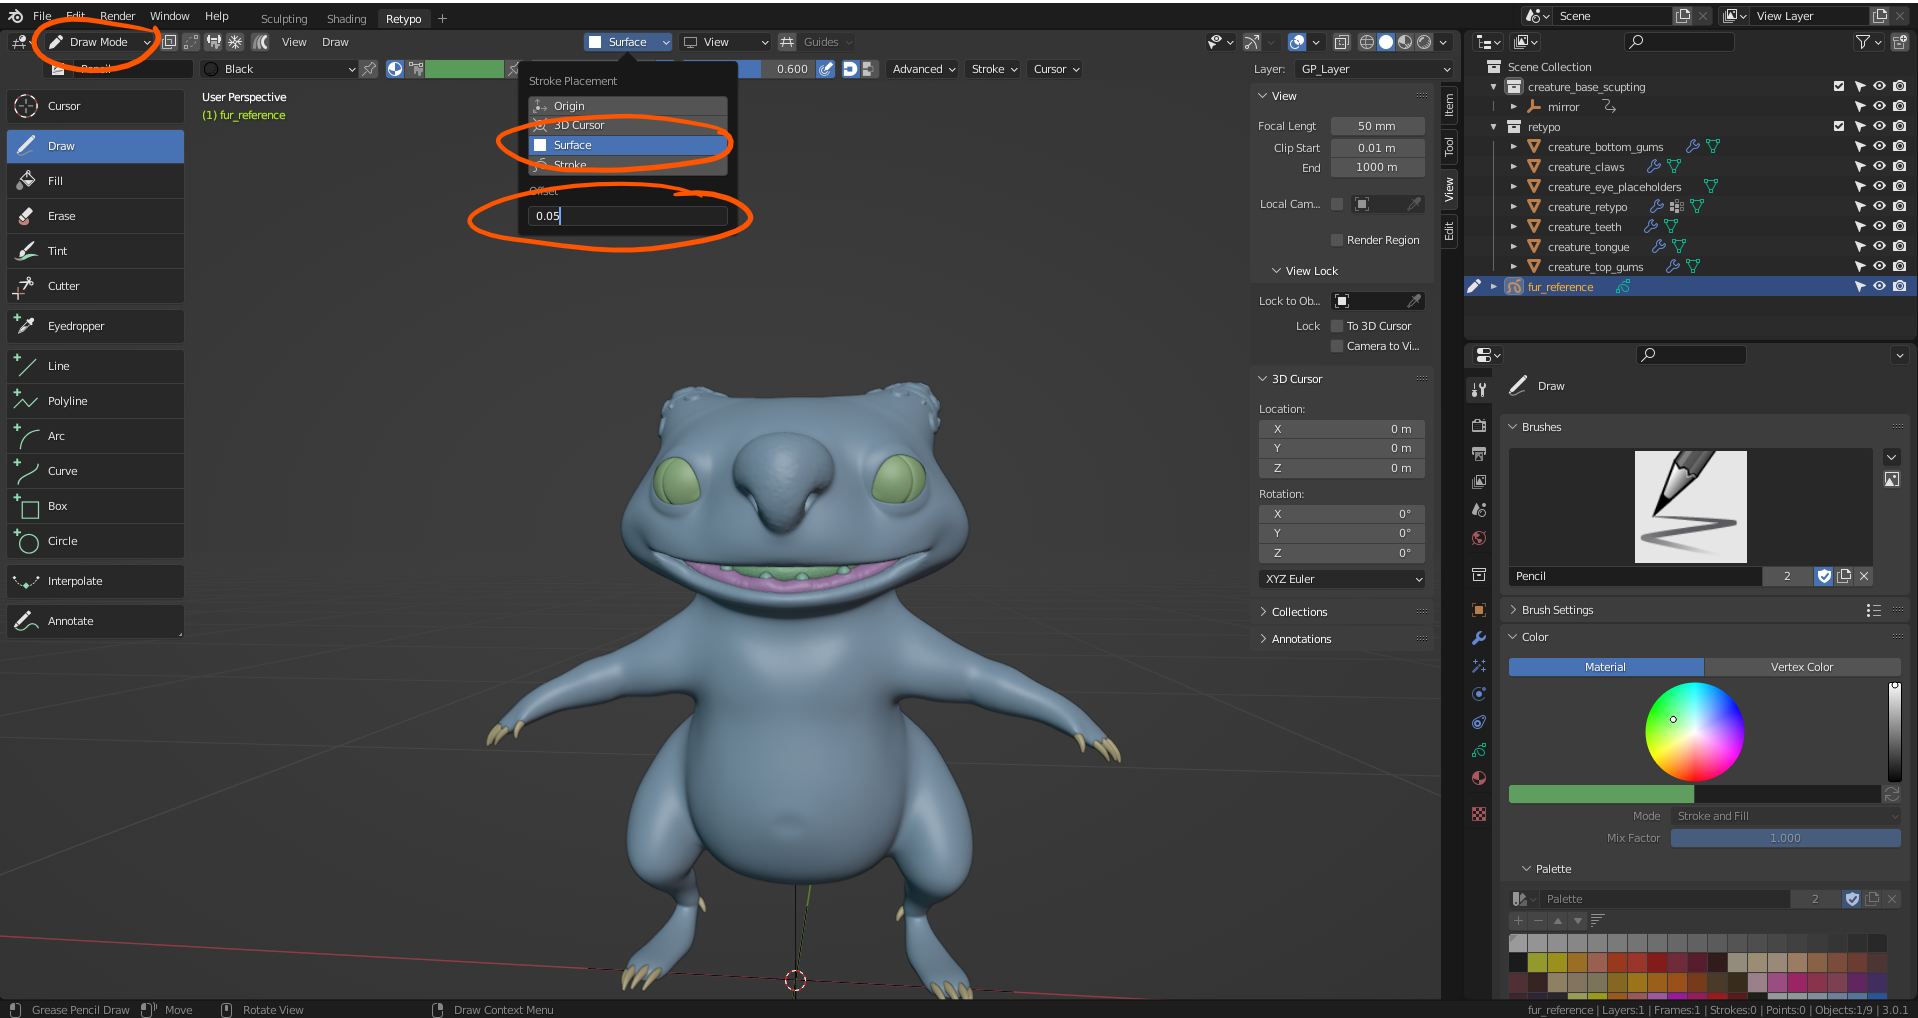 File Edit Render Window Help Sculpting Shading Retypo Scene View Layer
Draw Mode View Draw Surface View Guides
Pencil Black 0.600 Advanced Stroke Cursor Layer: GP_Layer
User Perspective
(1) fur_reference
Cursor
Draw
Fill
Erase
Tint
Cutter
Eyedropper
Line
Polyline
Arc
Curve
Box
Circle
Interpolate
Annotate
Stroke Placement
Origin
3D Cursor
Surface
Stroke
Offset
0.05
View
Focal Lengt 50 mm
Clip Start 0.01 m
End 1000 m
Local Cam...
Render Region
View Lock
Lock to Ob...
Lock To 3D Cursor
Camera to Vi...
3D Cursor
Location:
X 0 m
Y 0 m
Z 0 m
Rotation:
X 0°
Y 0°
Z 0°
XYZ Euler
Collections
Annotations
Item
Tool
View
Edit
Scene Collection
creature_base_scupting
mirror
retypo
creature_bottom_gums
creature_claws
creature_eye_placeholders
creature_retypo
creature_teeth
creature_tongue
creature_top_gums
fur_reference
Draw
Brushes
Pencil 2
Brush Settings
Color
Material Vertex Color
Mode Stroke and Fill
Mix Factor 1.000
Palette
Palette 2
Grease Pencil Draw Move Rotate View Draw Context Menu
fur_reference | Layers:1 | Frames:1 | Strokes:0 | Points:0 | Objects:1/9 | 3.0.1